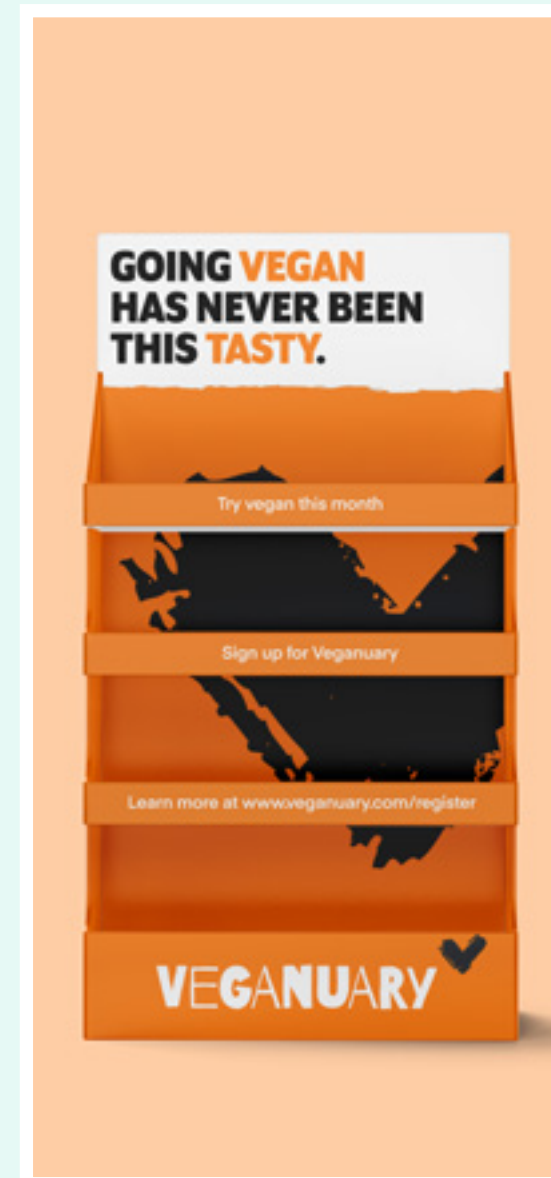 GOING VEGAN
HAS NEVER BEEN
THIS TASTY.
Try vegan this month
Sign up for Veganuary
Learn more at www.veganuary.com/register
VEGANUARY